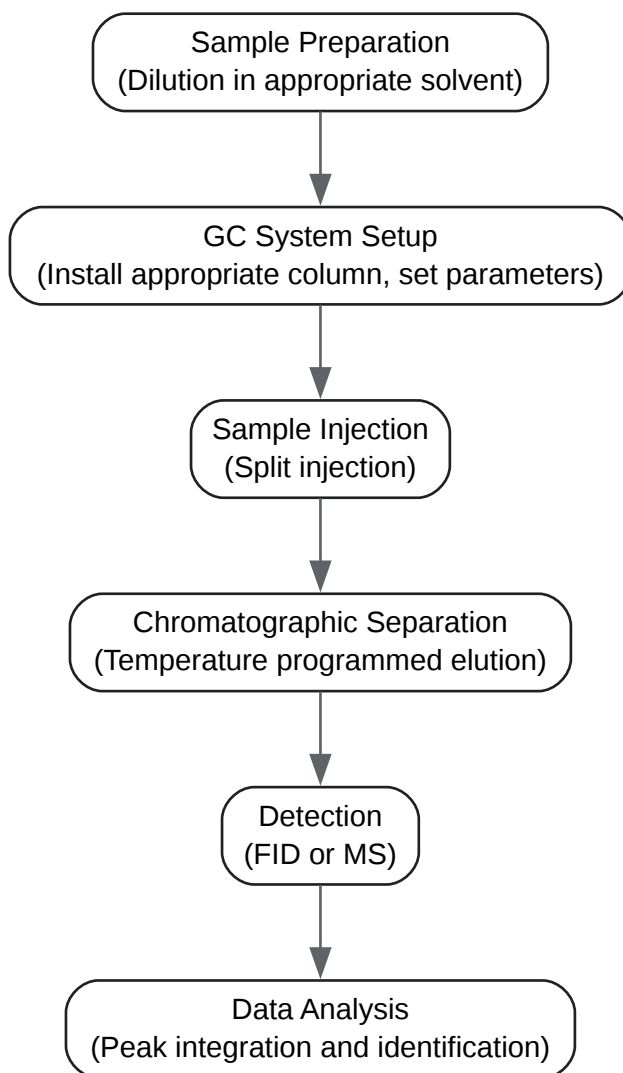 Sample Preparation
(Dilution in appropriate solvent)
GC System Setup
(Install appropriate column, set parameters)
Sample Injection
(Split injection)
Chromatographic Separation
(Temperature programmed elution)
Detection
(FID or MS)
Data Analysis
(Peak integration and identification)